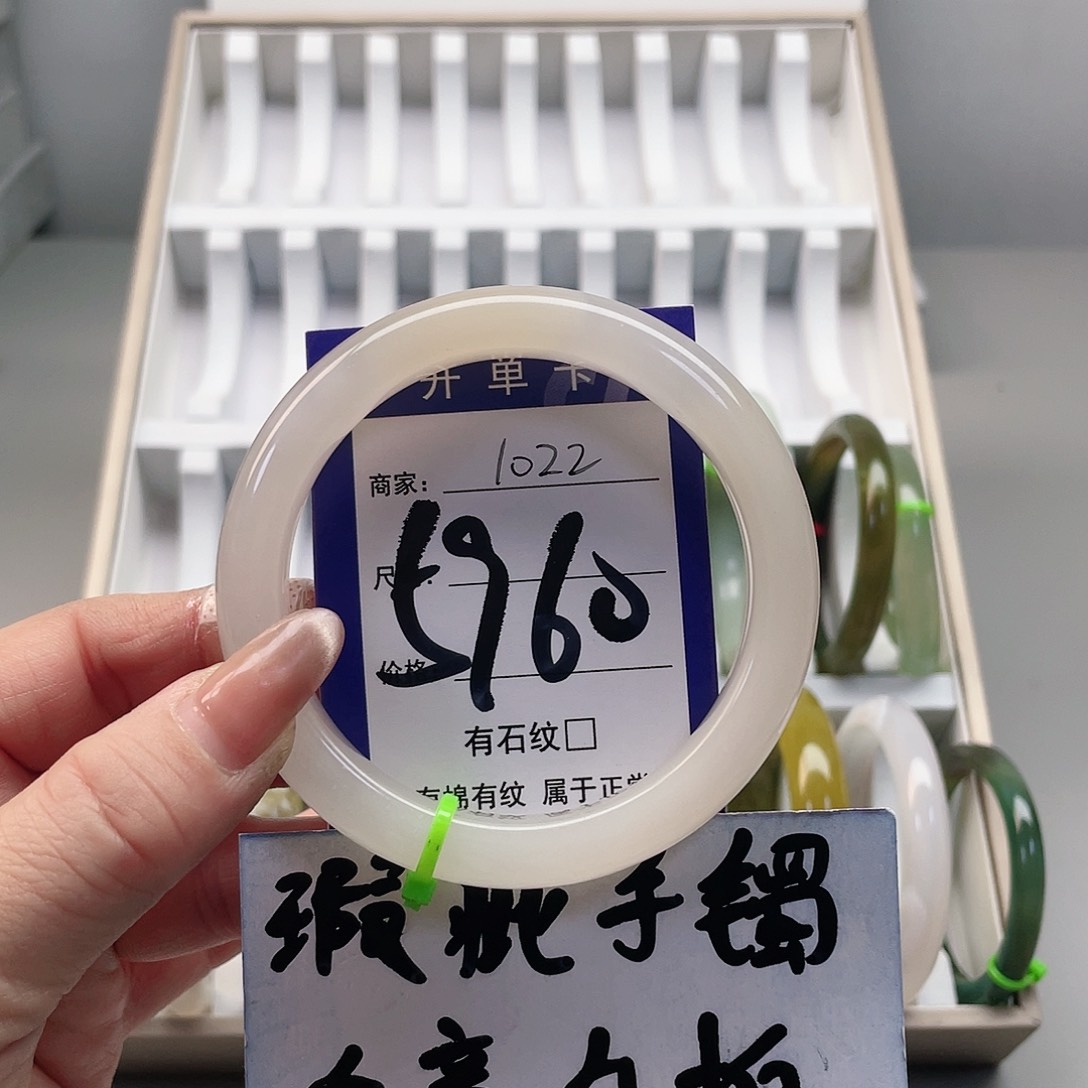 开单卡
商家: 1022
5960
价格
有石纹□
有棉有纹 属于正常
瑕疵手镯